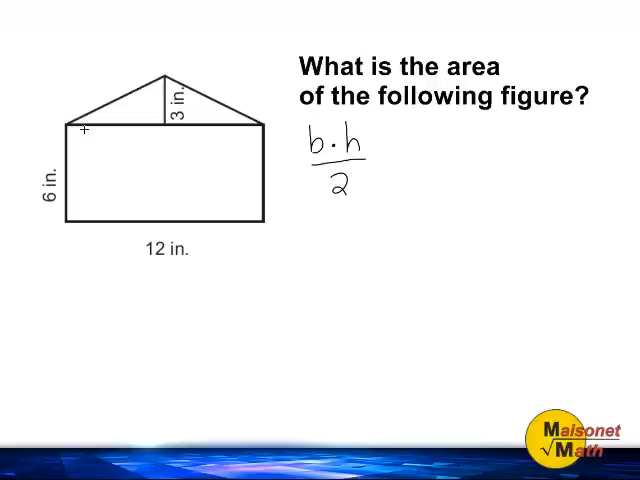 What is the area
of the following figure?
b · h
2
3 in.
6 in.
12 in.
Maisonet
√Math